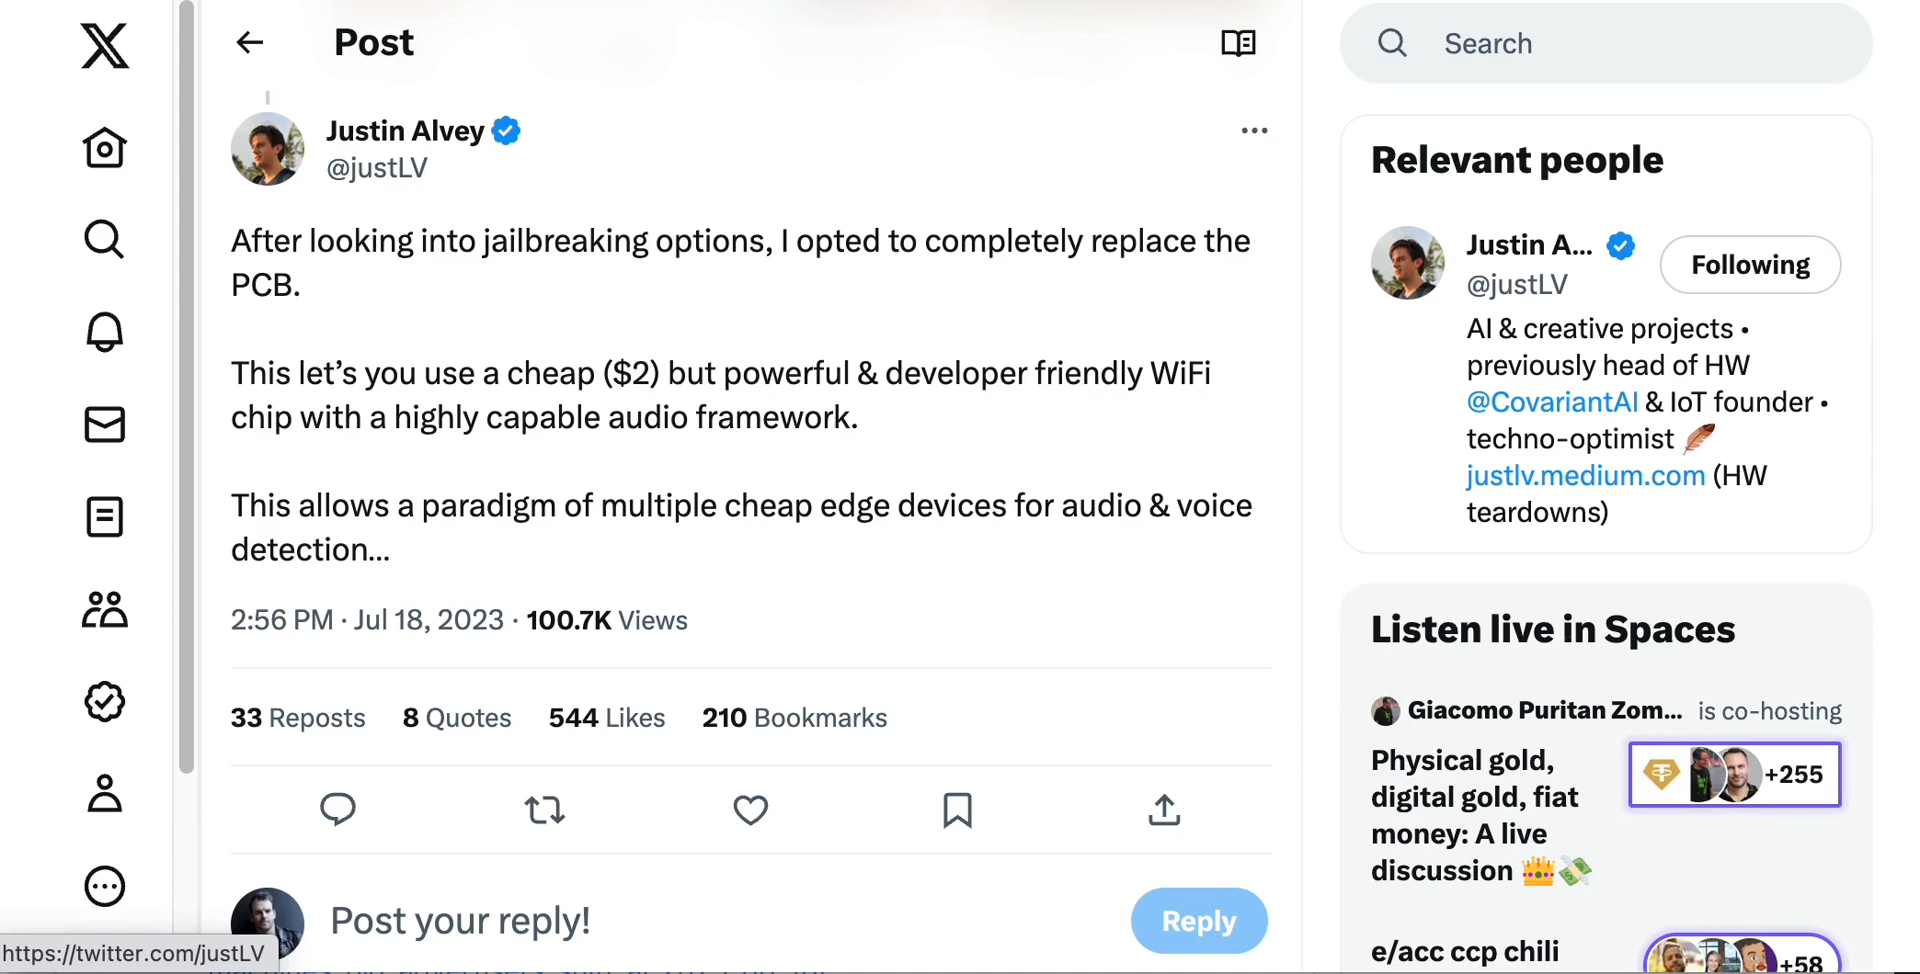 Post
Search
Justin Alvey
@justLV
After looking into jailbreaking options, I opted to completely replace the
PCB.
This let’s you use a cheap ($2) but powerful & developer friendly WiFi
chip with a highly capable audio framework.
This allows a paradigm of multiple cheap edge devices for audio & voice
detection...
2:56 PM · Jul 18, 2023 · 100.7K Views
33 Reposts 8 Quotes 544 Likes 210 Bookmarks
Post your reply!
Reply
https://twitter.com/justLV
Relevant people
Justin A...
@justLV
Following
AI & creative projects •
previously head of HW
@CovariantAI & IoT founder •
techno-optimist
justlv.medium.com (HW
teardowns)
Listen live in Spaces
Giacomo Puritan Zom... is co-hosting
Physical gold,
digital gold, fiat
money: A live
discussion
+255
e/acc ccp chili
+58